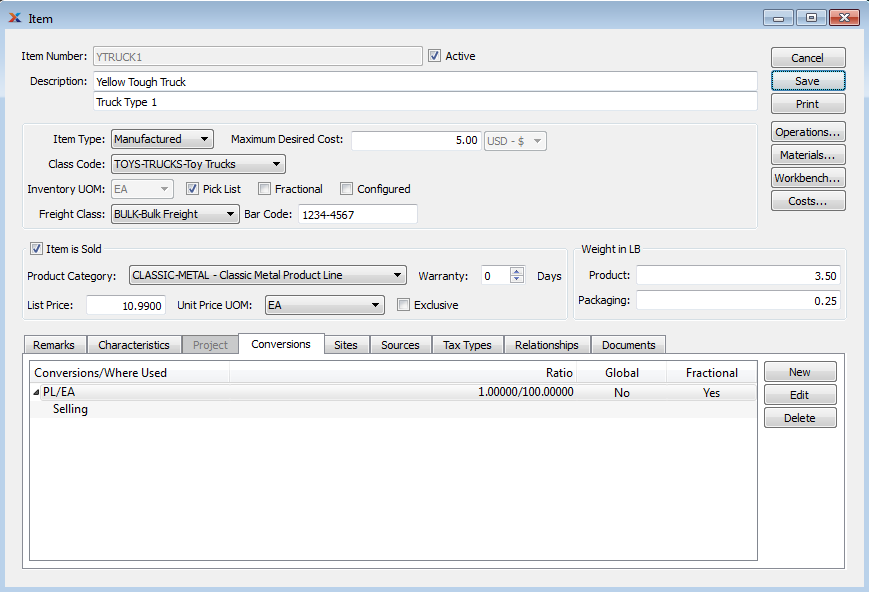 Item
Item Number: YTRUCK1 Active Cancel
Description: Yellow Tough Truck Save
Truck Type 1 Print
Item Type: Manufactured Maximum Desired Cost: 5.00 USD - $ Operations...
Class Code: TOYS-TRUCKS-Toy Trucks Materials...
Inventory UOM: EA Pick List Fractional Configured Workbench...
Freight Class: BULK-Bulk Freight Bar Code: 1234-4567 Costs...
Item is Sold Weight in LB
Product Category: CLASSIC-METAL - Classic Metal Product Line Warranty: 0 Days Product: 3.50
List Price: 10.9900 Unit Price UOM: EA Exclusive Packaging: 0.25
Remarks Characteristics Project Conversions Sites Sources Tax Types Relationships Documents
Conversions/Where Used Ratio Global Fractional New
PL/EA 1.00000/100.00000 No Yes Edit
Selling Delete